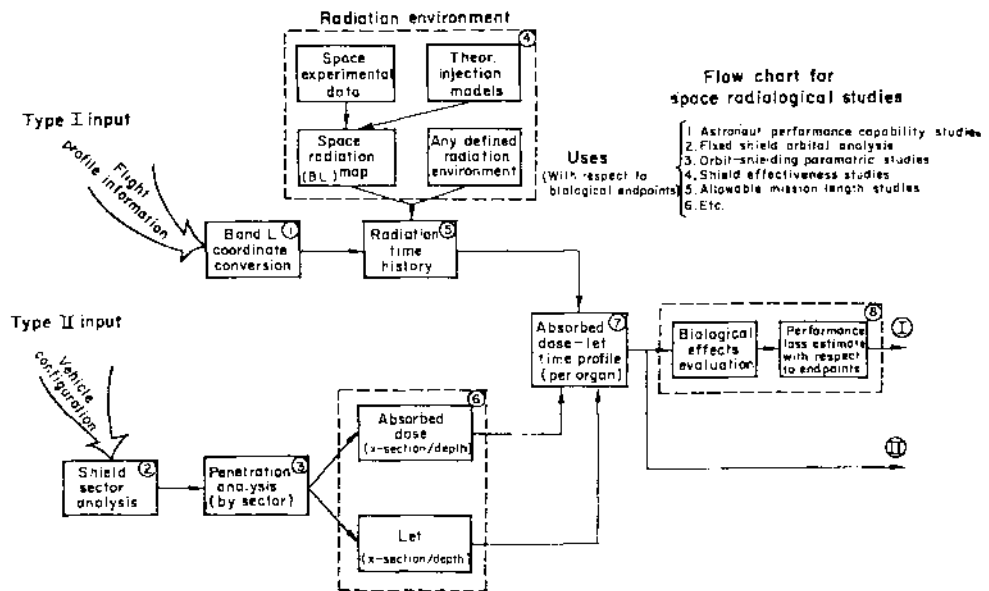 Radiation environment
4
Space
experimental
data
Theor.
injection
models
Space
radiation
(BL) map
Any defined
radiation
environment
Flow chart for
space radialogical studies
Uses
(With respect to
biological endpoints)
1. Astronaut performance capability studies
2. Fixed shield orbital analysis
3. Orbit-snielding paramatric studies
4. Shield effectiveness studies
5. Allowable mission length studies
6. Etc.
Type I input
Flight
profile information
Band L 1
coordinate
conversion
Radiation 5
time
history
Type II input
Vehicle
configuration
Shield 2
sector
analysis
Penetration 3
analysis
(by sector)
6
Absorbed
dose
(x-section/depth)
Let
(x-section/depth)
Absorbed 7
dose-let
time profile
(per organ)
8
Biological
effects
evaluation
Performance
loss estimate
with respect
to endpoints
I
II